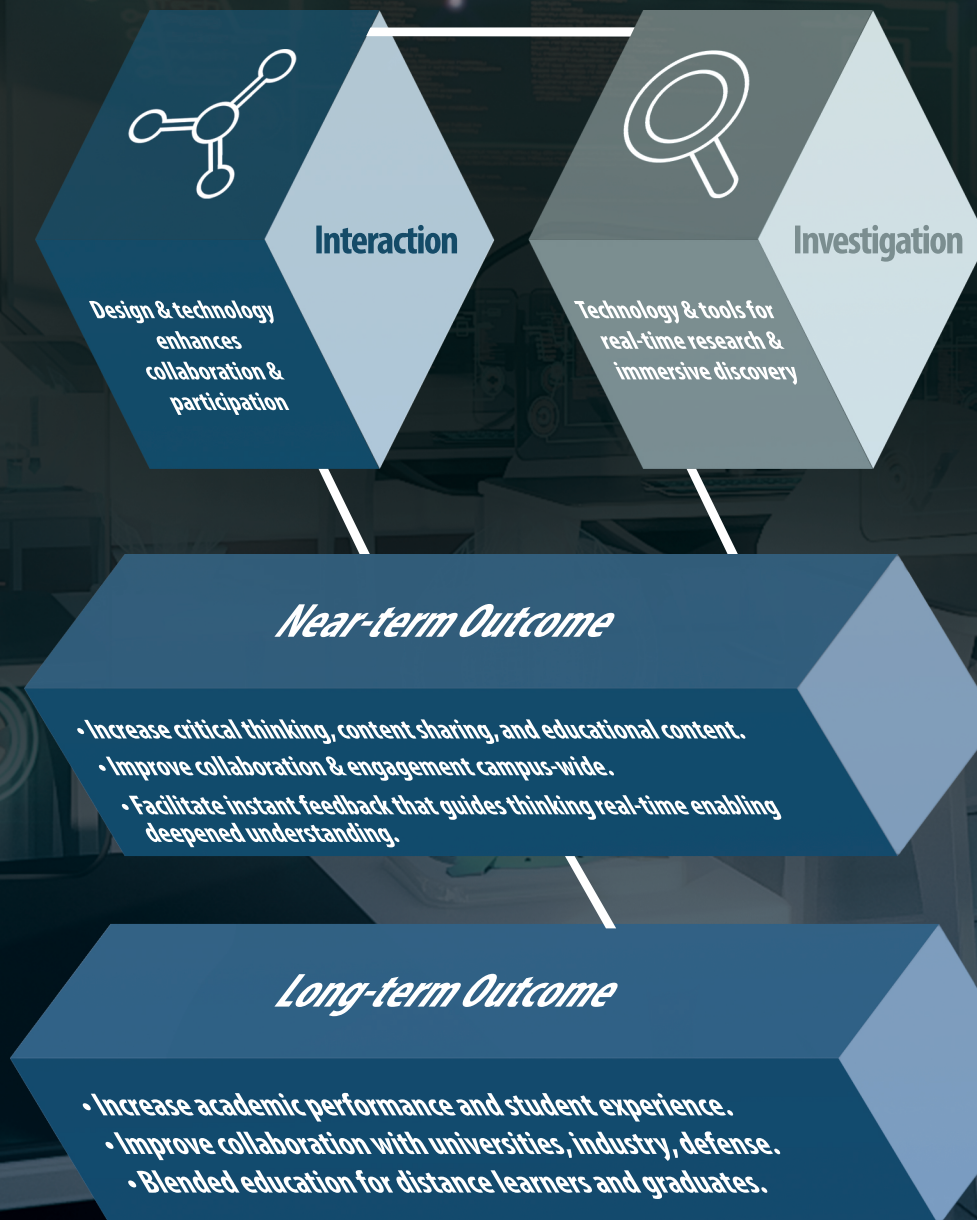 Interaction
Design & technology
enhances
collaboration &
participation
Investigation
Technology & tools for
real-time research &
immersive discovery
Near-term Outcome
• Increase critical thinking, content sharing, and educational content.
• Improve collaboration & engagement campus-wide.
• Facilitate instant feedback that guides thinking real-time enabling
deepened understanding.
Long-term Outcome
• Increase academic performance and student experience.
• Improve collaboration with universities, industry, defense.
• Blended education for distance learners and graduates.